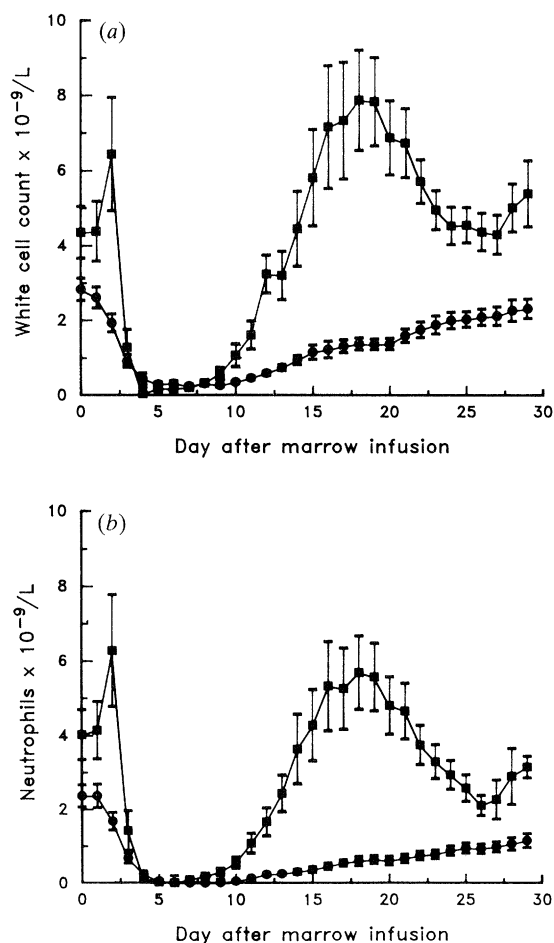 (a)
10
8
6
4
2
0
White cell count x 10⁻⁹/L
0 5 10 15 20 25 30
Day after marrow infusion
(b)
10
8
6
4
2
0
Neutrophils x 10⁻⁹/L
0 5 10 15 20 25 30
Day after marrow infusion